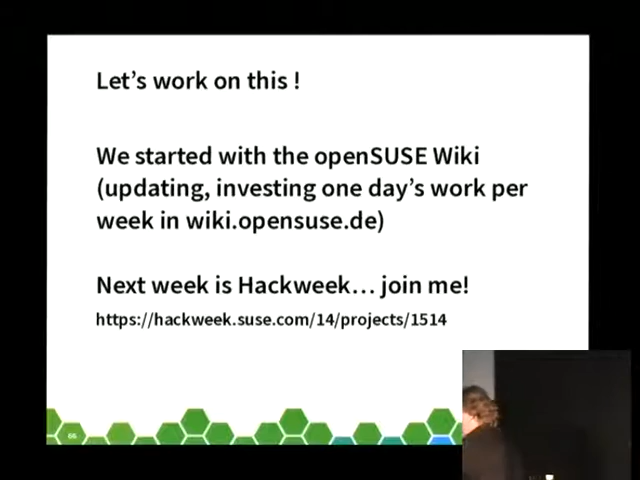 Let's work on this !
We started with the openSUSE Wiki
(updating, investing one day's work per
week in wiki.opensuse.de)
Next week is Hackweek... join me!
https://hackweek.suse.com/14/projects/1514
66